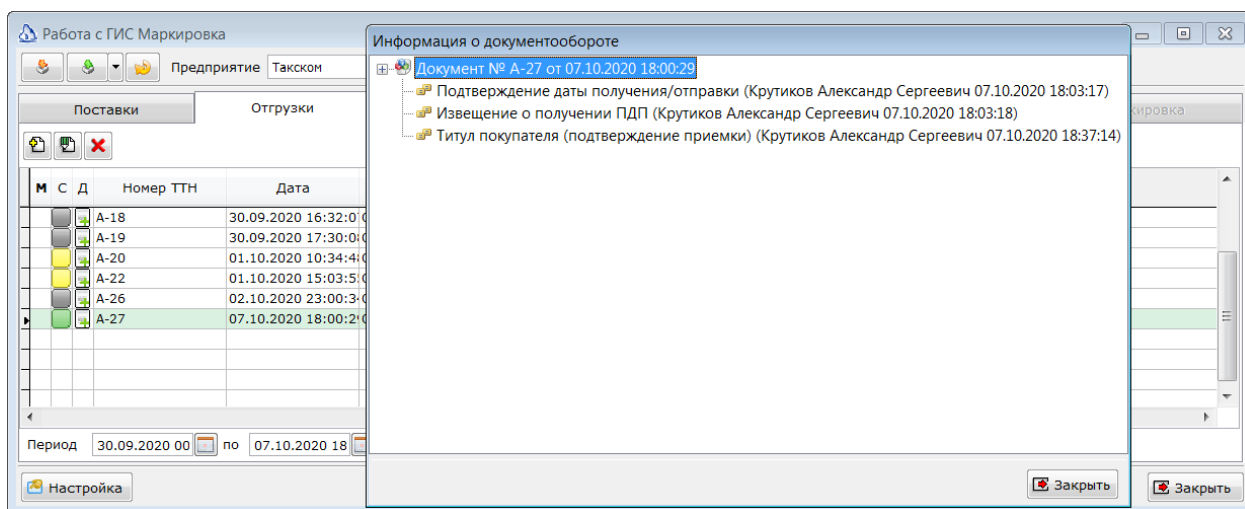 Работа с ГИС Маркировка
Информация о документообороте
Предприятие Такском
Документ № А-27 от 07.10.2020 18:00:29
Подтверждение даты получения/отправки (Крутиков Александр Сергеевич 07.10.2020 18:03:17)
Извещение о получении ПДП (Крутиков Александр Сергеевич 07.10.2020 18:03:18)
Титул покупателя (подтверждение приемки) (Крутиков Александр Сергеевич 07.10.2020 18:37:14)
Поставки Отгрузки кировка
М С Д Номер ТТН Дата
А-18 30.09.2020 16:32:0
А-19 30.09.2020 17:30:0
А-20 01.10.2020 10:34:4
А-22 01.10.2020 15:03:5
А-26 02.10.2020 23:00:3
А-27 07.10.2020 18:00:2
Период 30.09.2020 00 по 07.10.2020 18
Настройка Закрыть Закрыть